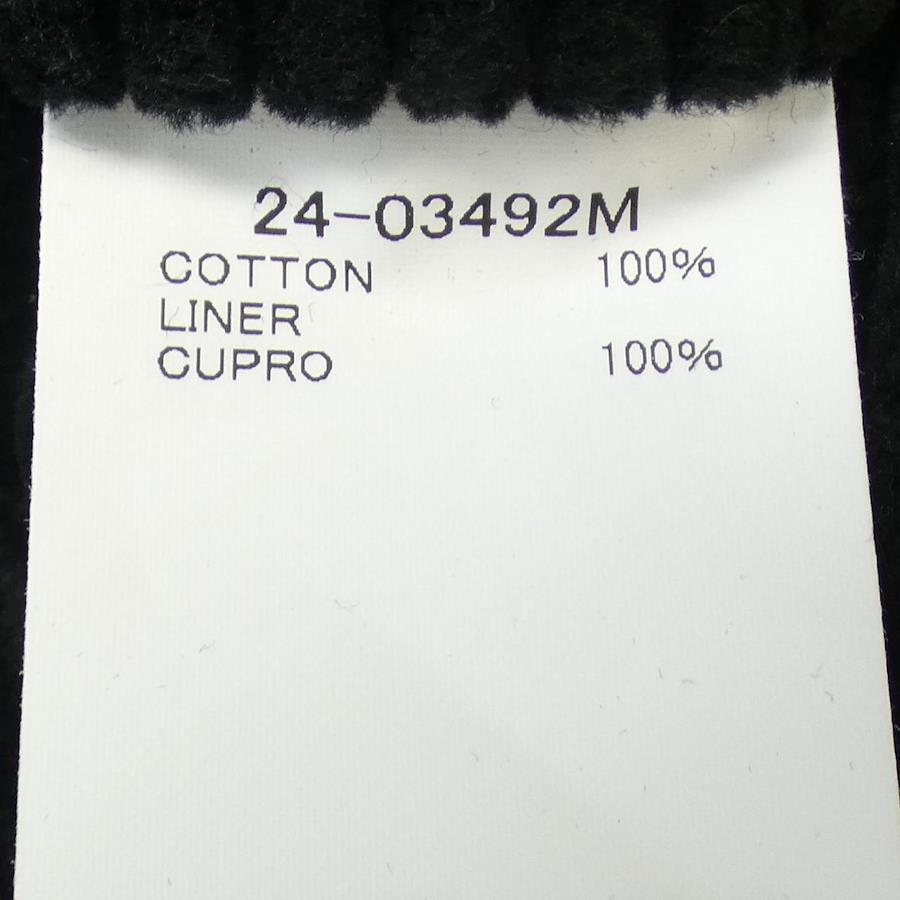 24-03492M
COTTON 100%
LINER
CUPRO 100%